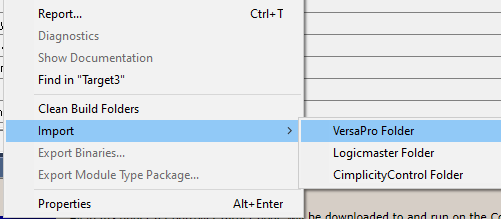 Report... Ctrl+T
Diagnostics
Show Documentation
Find in "Target3"
Clean Build Folders
Import
VersaPro Folder
Export Binaries...
Logicmaster Folder
Export Module Type Package...
CimplicityControl Folder
Properties Alt+Enter
be downloaded to and run on the Co